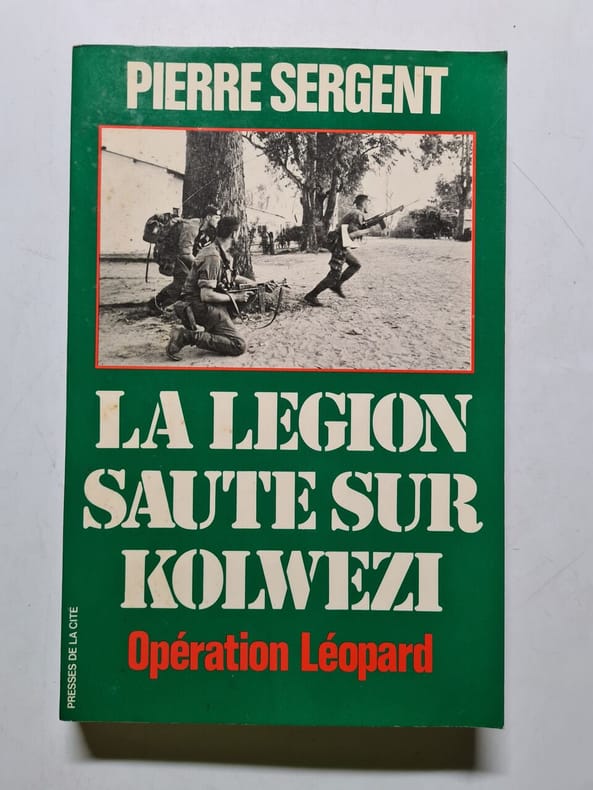 PIERRE SERGENT
LA LEGION
SAUTE SUR
KOLWEZI
Opération Léopard
PRESSES DE LA CITÉ